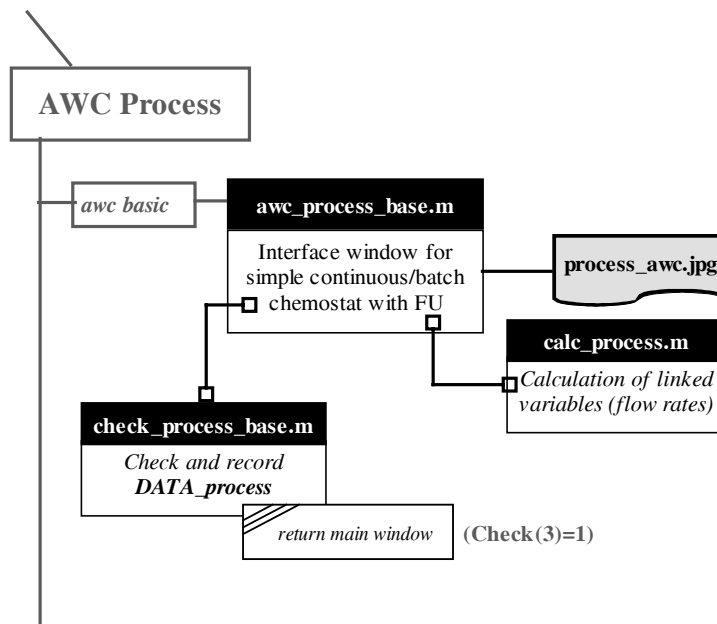 AWC Process
awc basic
awc_process_base.m
Interface window for
simple continuous/batch
chemostat with FU
process_awc.jpg
calc_process.m
Calculation of linked
variables (flow rates)
check_process_base.m
Check and record
DATA_process
return main window
(Check(3)=1)